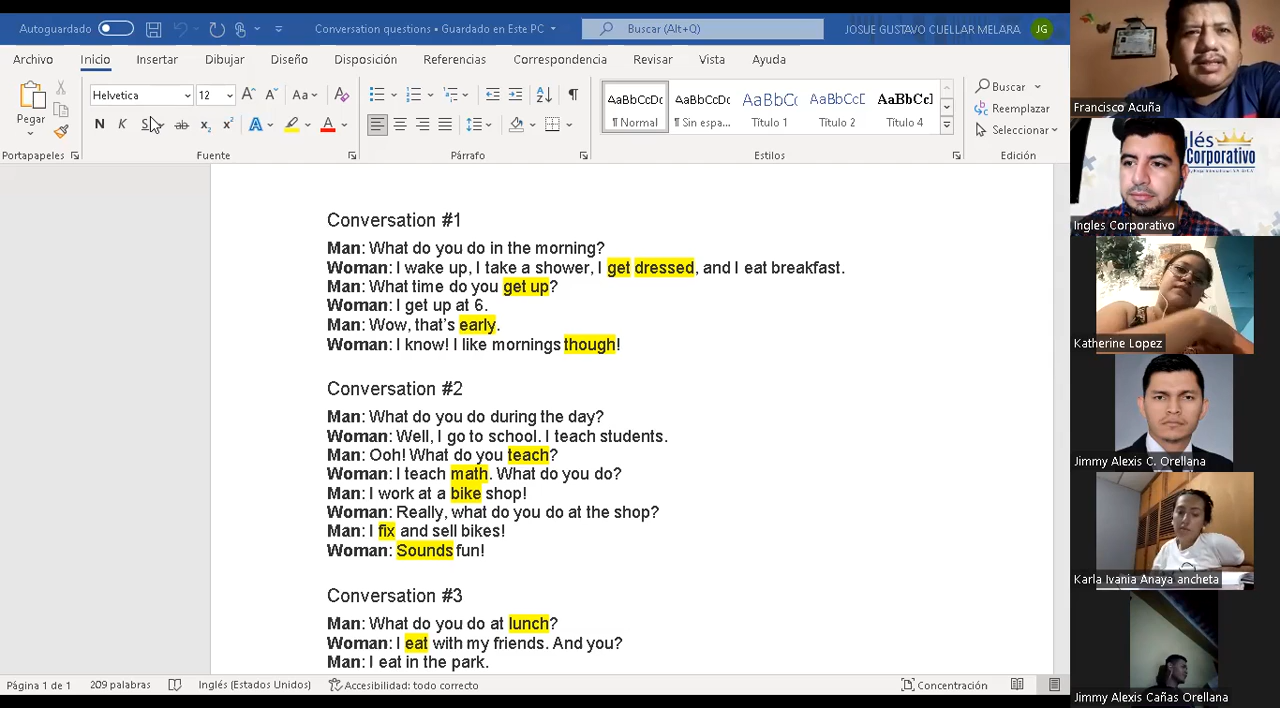 Autoguardado
Conversation questions • Guardado en Este PC
Buscar (Alt+Q)
JOSUE GUSTAVO CUELLAR MELARA
JG
Archivo Inicio Insertar Dibujar Diseño Disposición Referencias Correspondencia Revisar Vista Ayuda
Pegar
Portapapeles
Helvetica 12
Aa
N K S ab x₂ x² A A
Fuente
Párrafo
AaBbCcDc AaBbCcDc AaBbCc AaBbCcD AaBbCcI
¶ Normal ¶ Sin espa... Título 1 Título 2 Título 4
Estilos
Buscar
Reemplazar
Seleccionar
Edición
Conversation #1
Man: What do you do in the morning?
Woman: I wake up, I take a shower, I get dressed, and I eat breakfast.
Man: What time do you get up?
Woman: I get up at 6.
Man: Wow, that's early.
Woman: I know! I like mornings though!
Conversation #2
Man: What do you do during the day?
Woman: Well, I go to school. I teach students.
Man: Ooh! What do you teach?
Woman: I teach math. What do you do?
Man: I work at a bike shop!
Woman: Really, what do you do at the shop?
Man: I fix and sell bikes!
Woman: Sounds fun!
Conversation #3
Man: What do you do at lunch?
Woman: I eat with my friends. And you?
Man: I eat in the park.
Página 1 de 1 209 palabras Inglés (Estados Unidos) Accesibilidad: todo correcto
Concentración
Francisco Acuña
lés
Corporativo
Ingles Corporativo
Katherine Lopez
Jimmy Alexis C. Orellana
Karla Ivania Anaya ancheta
Jimmy Alexis Cañas Orellana